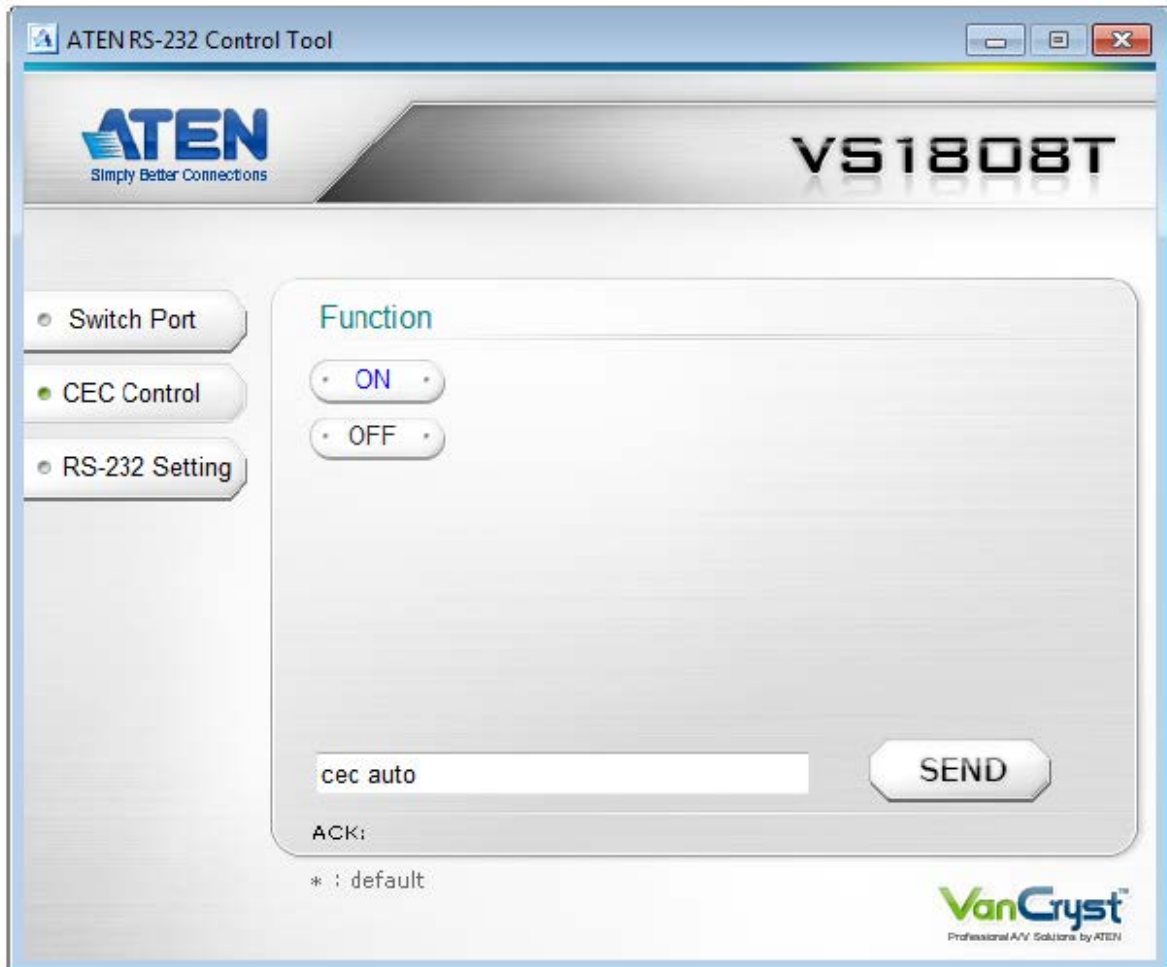 ATEN RS-232 Control Tool
ATEN
Simply Better Connections
VS1808T
Switch Port
CEC Control
RS-232 Setting
Function
ON
OFF
cec auto
SEND
ACK:
* : default
VanCryst™
Professional A/V Solutions by ATEN